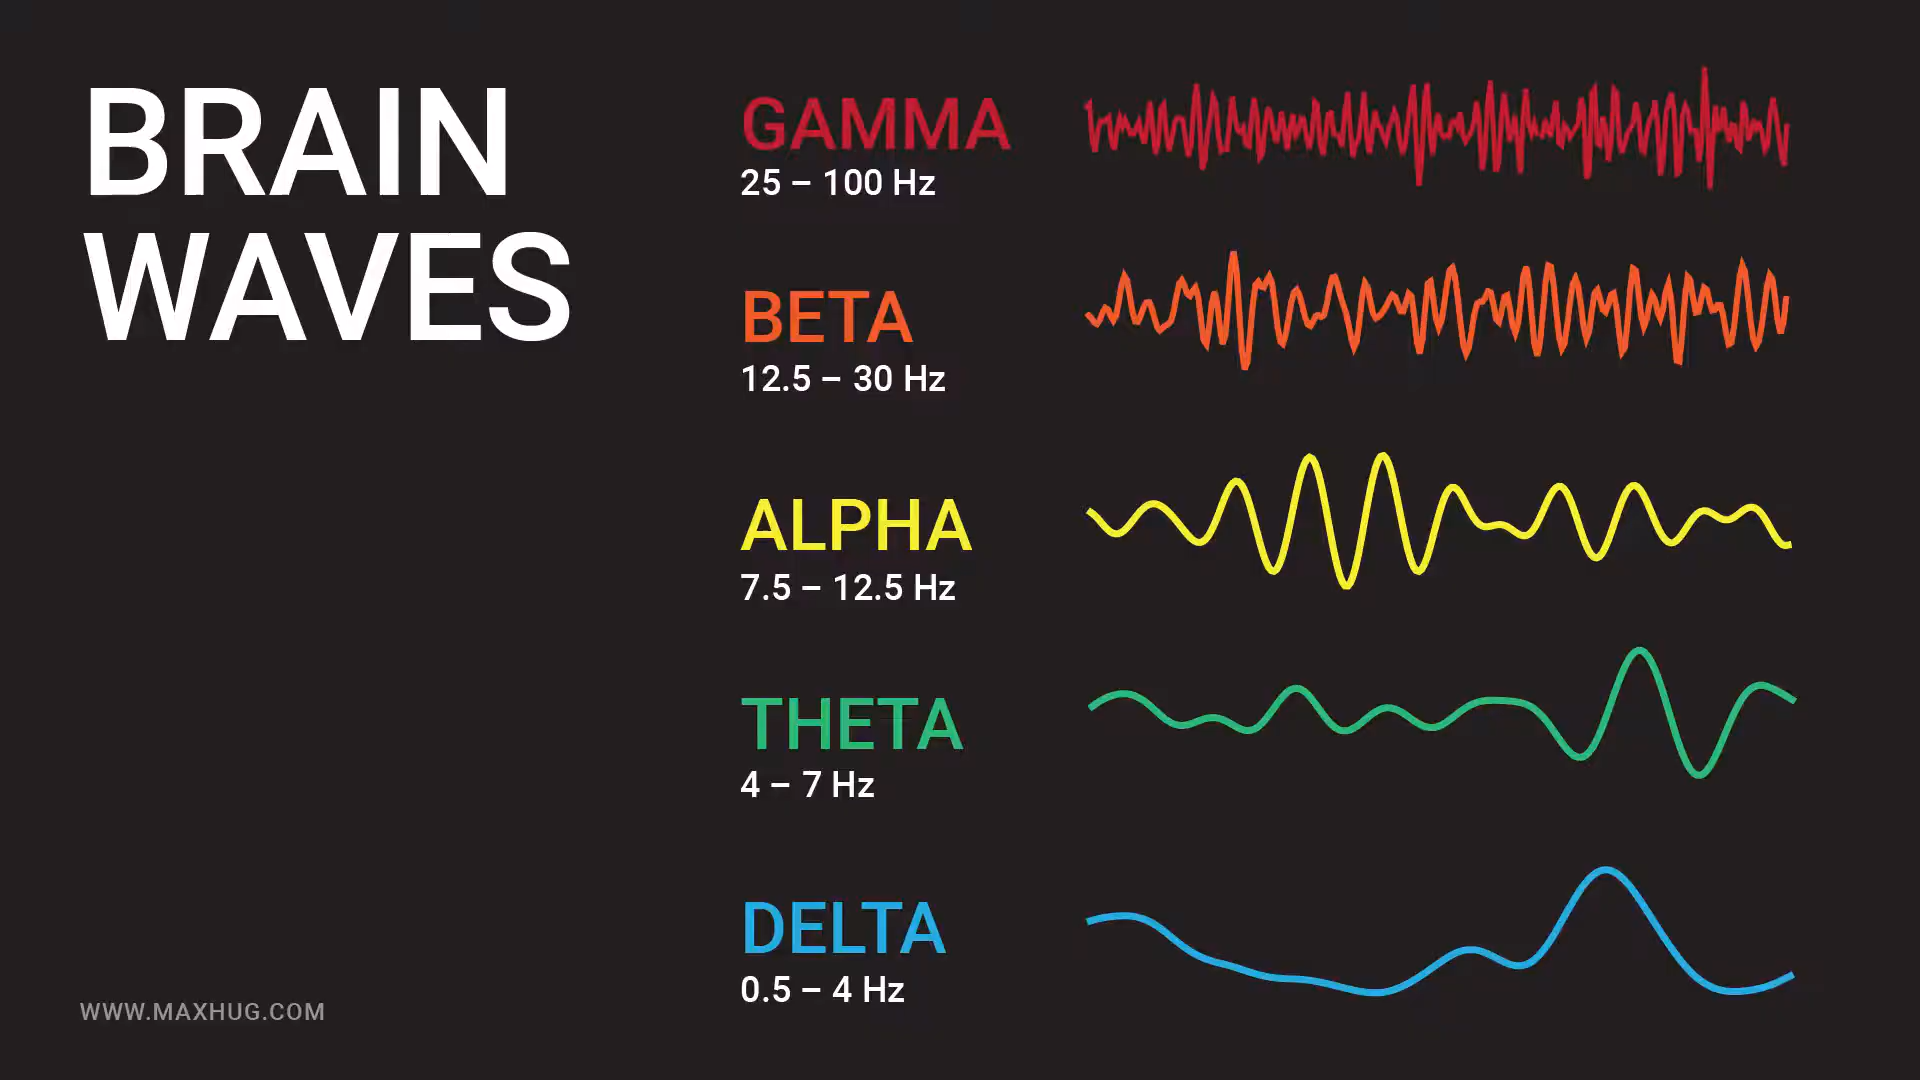 BRAIN
WAVES
GAMMA
25 – 100 Hz
BETA
12.5 – 30 Hz
ALPHA
7.5 – 12.5 Hz
THETA
4 – 7 Hz
DELTA
0.5 – 4 Hz
WWW.MAXHUG.COM